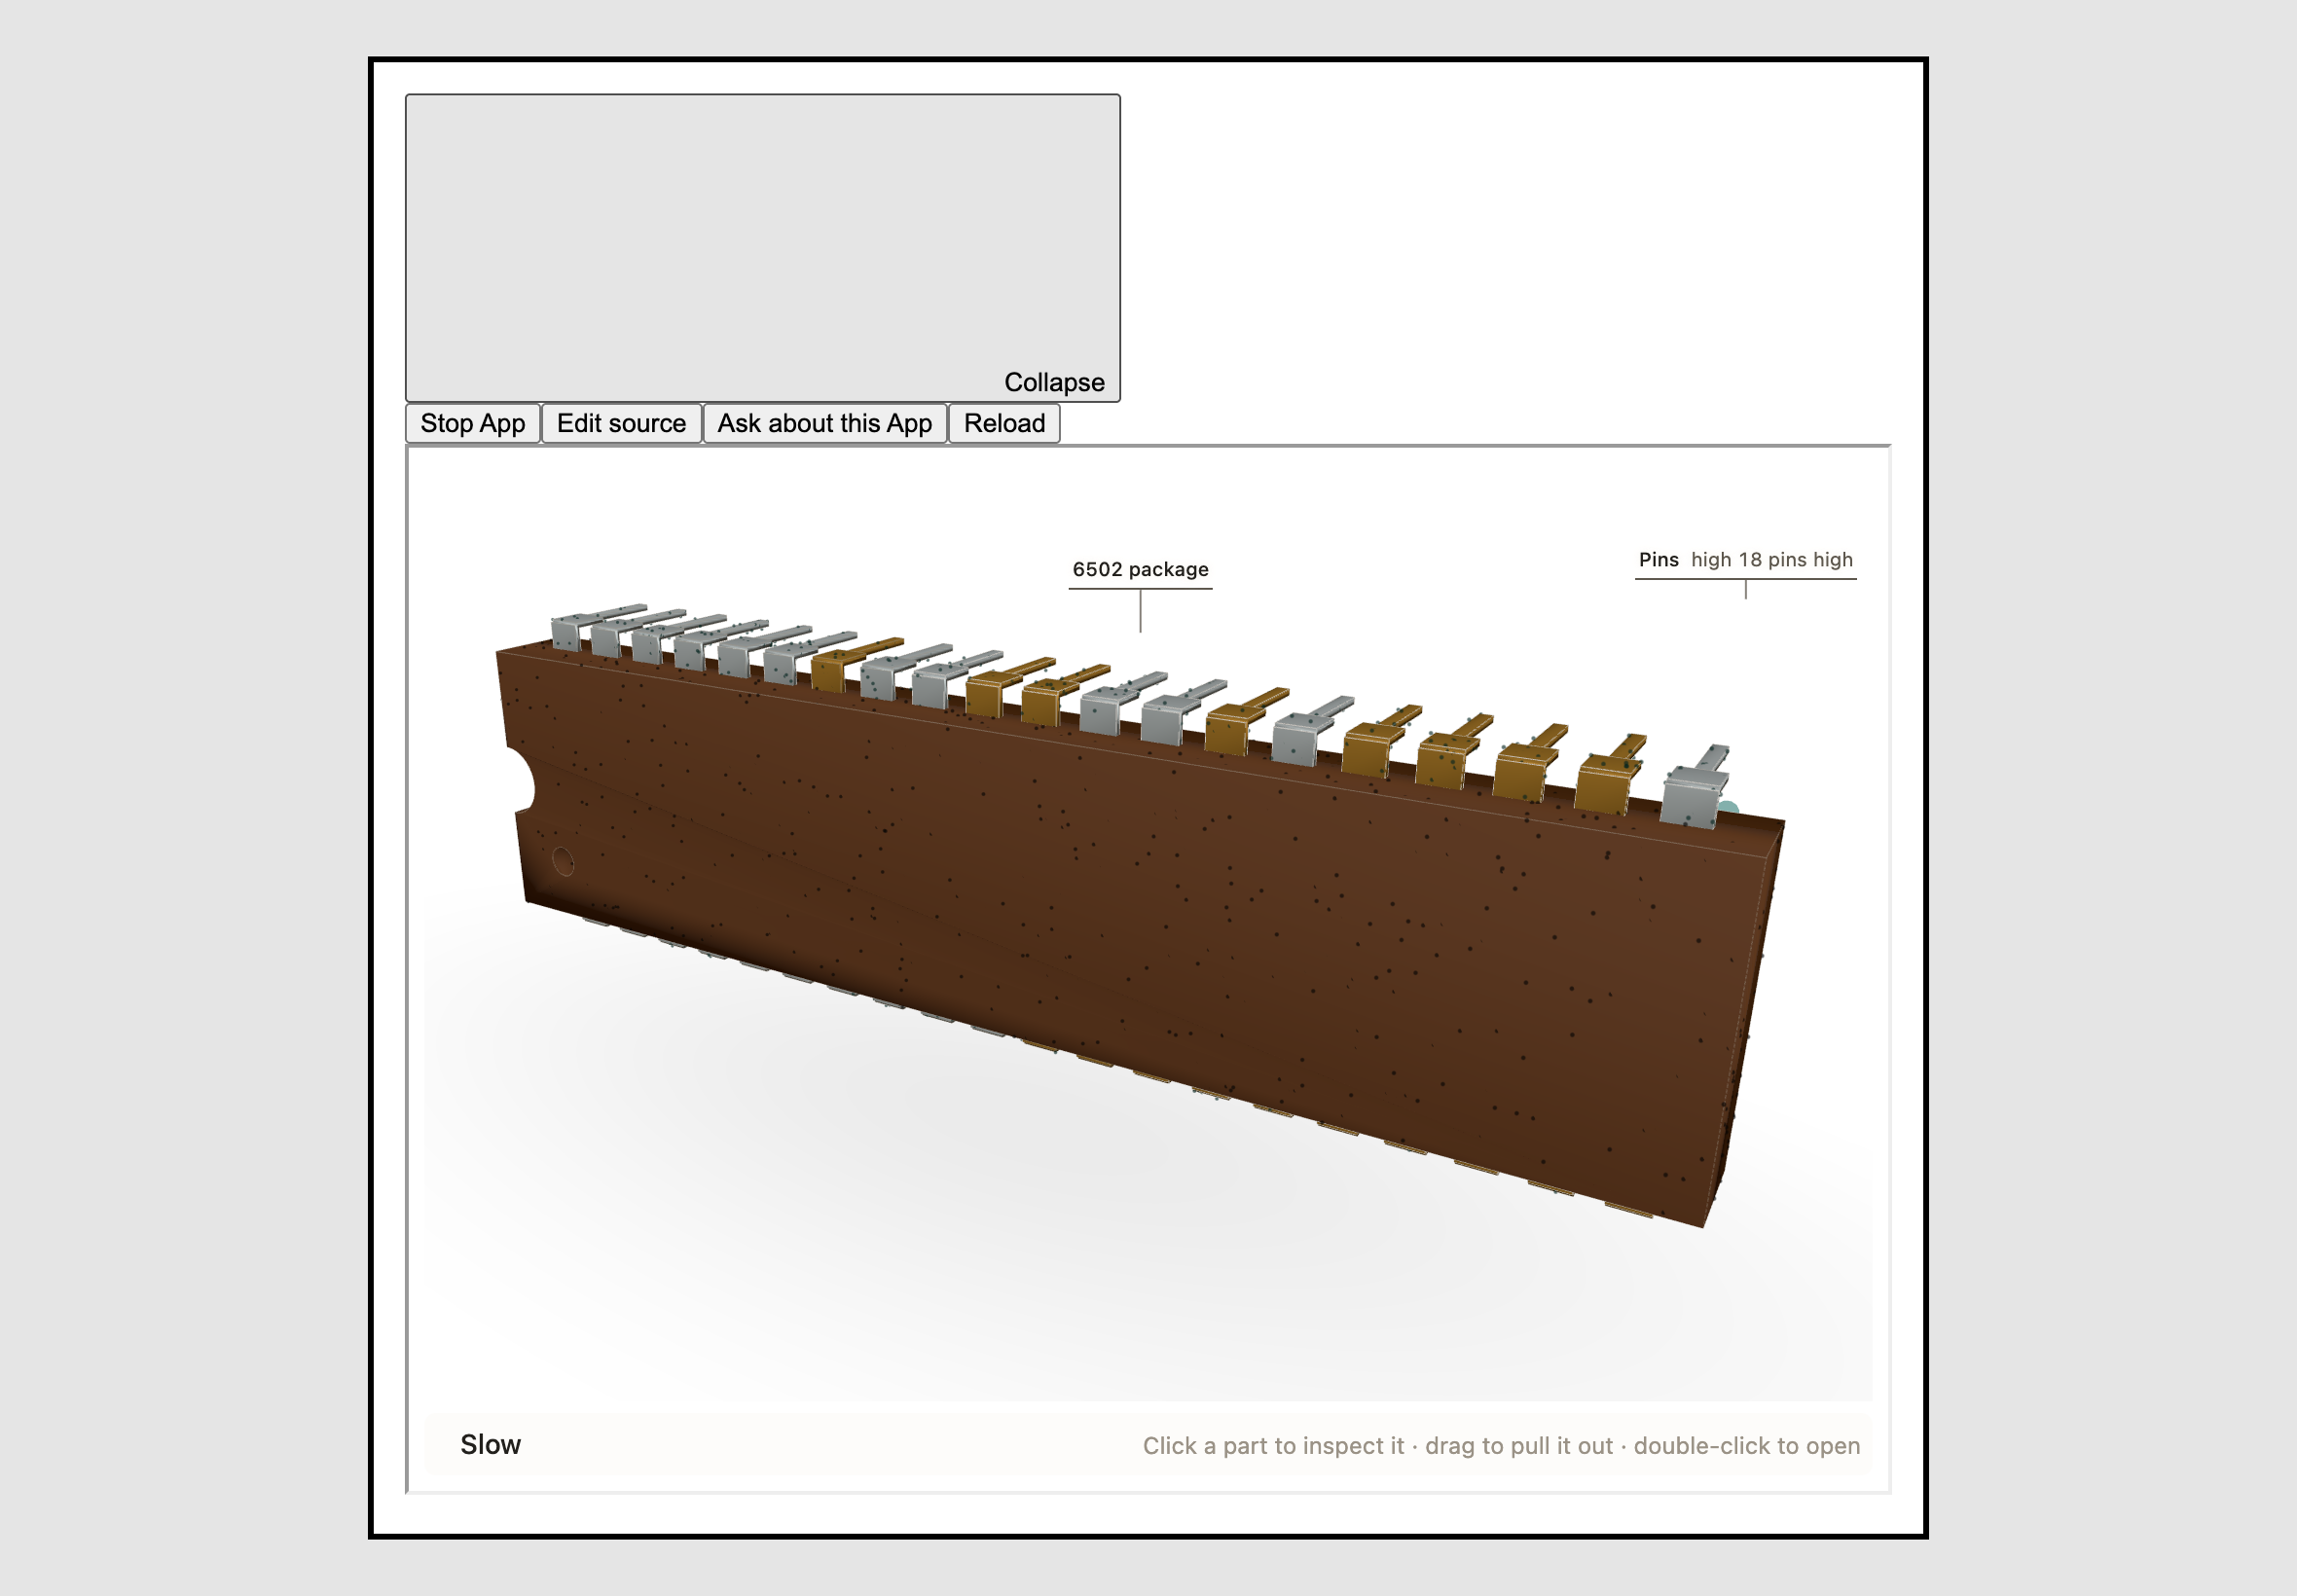 Collapse
Stop App Edit source Ask about this App Reload
Pins high 18 pins high
6502 package
Slow Click a part to inspect it · drag to pull it out · double-click to open